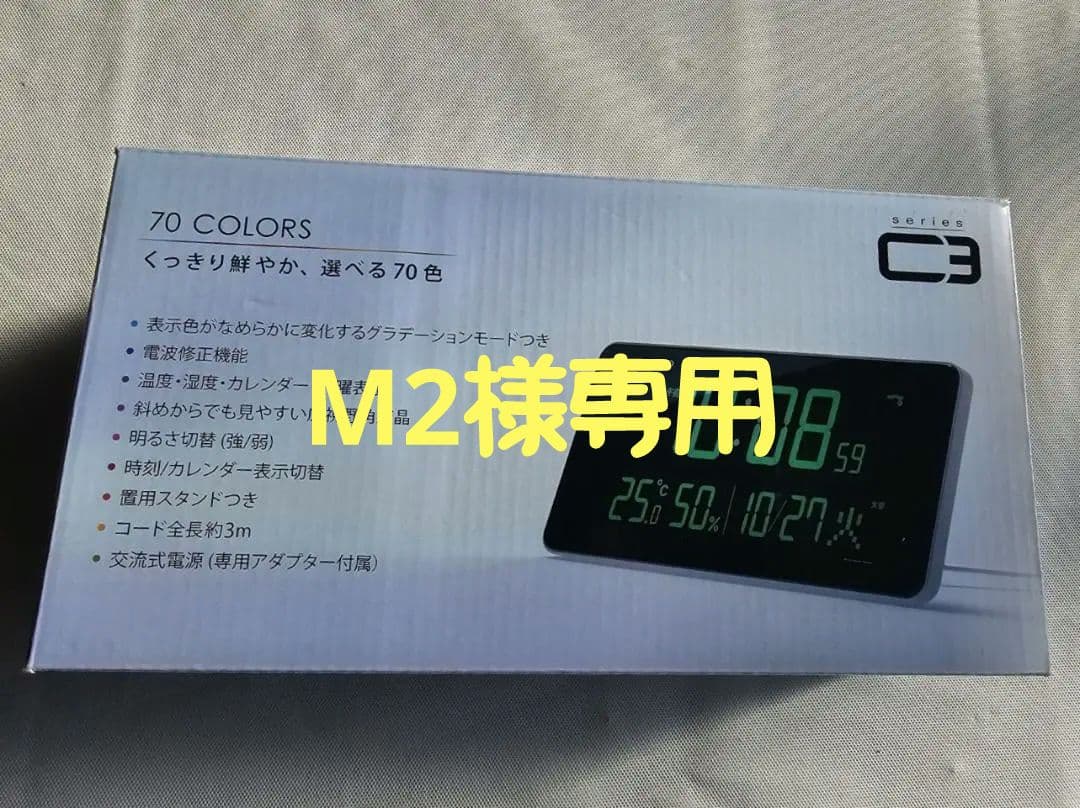 70 COLORS
くっきり鮮やか、選べる70色
series
C3
・表示色がなめらかに変化するグラデーションモードつき
・電波修正機能
・温度・湿度・カレンダー
・斜めからでも見やすい
・明るさ切替 (強/弱)
・時刻/カレンダー表示切替
・置用スタンドつき
・コード全長約3m
・交流式電源 (専用アダプター付属)
M2様専用
:08 59
25.0℃ 50% 10/27 火